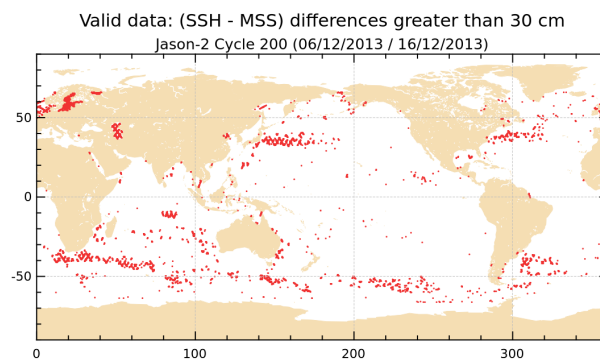 Valid data: (SSH - MSS) differences greater than 30 cm
Jason-2 Cycle 200 (06/12/2013 / 16/12/2013)
50
0
-50
0 100 200 300